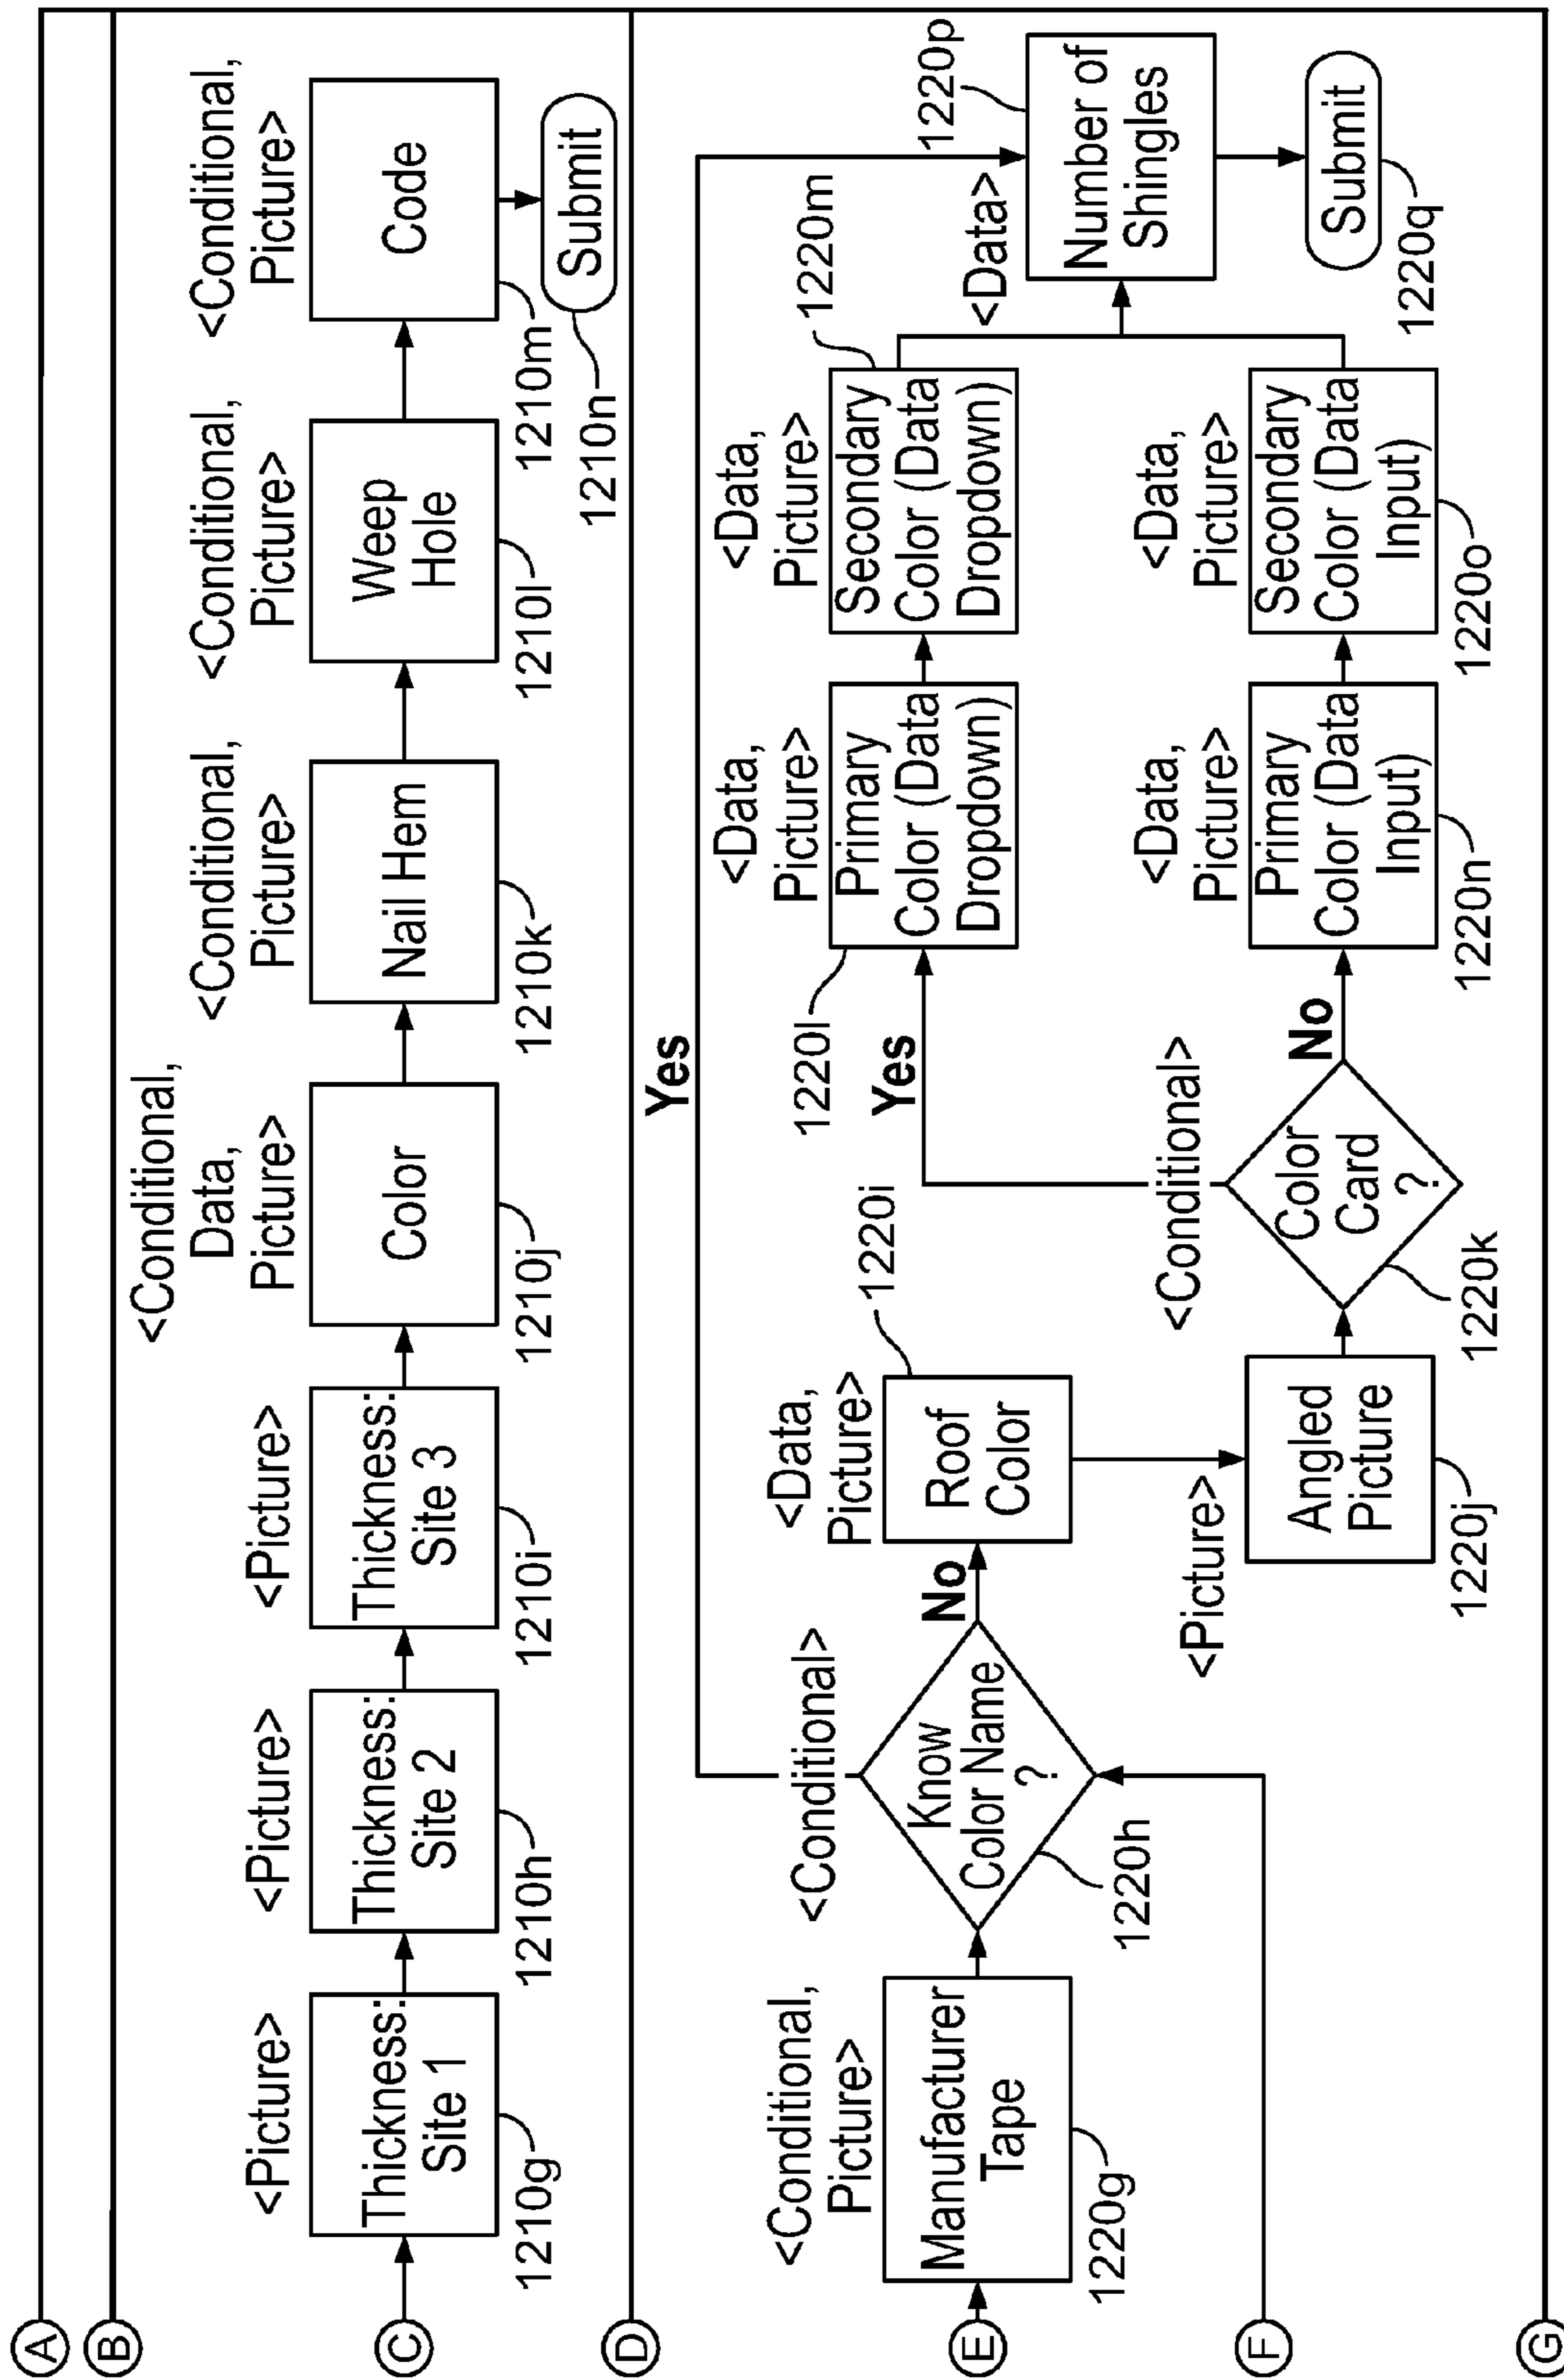 A
B
C
<Picture>
Thickness:
Site 1
1210g
<Picture>
Thickness:
Site 2
1210h
<Picture>
Thickness:
Site 3
1210i
<Conditional,
Data,
Picture>
Color
1210j
<Conditional,
Picture>
Nail Hem
1210k
<Conditional,
Picture>
Weep
Hole
1210l
<Conditional,
Picture>
Code
1210m
Submit
1210n
D
E
<Conditional,
Picture>
Manufacturer
Tape
1220g
<Conditional>
Know
Color Name
?
1220h
Yes
No
<Data,
Picture>
Roof
Color
1220i
<Picture>
Angled
Picture
1220j
<Conditional>
Color
Card
?
1220k
Yes
No
<Data,
Picture>
Primary
Color (Data
Dropdown)
1220l
<Data,
Picture>
Secondary
Color (Data
Dropdown)
1220m
<Data,
Picture>
Primary
Color (Data
Input)
1220n
<Data,
Picture>
Secondary
Color (Data
Input)
1220o
<Data>
Number of
Shingles
1220p
Submit
1220q
F
G